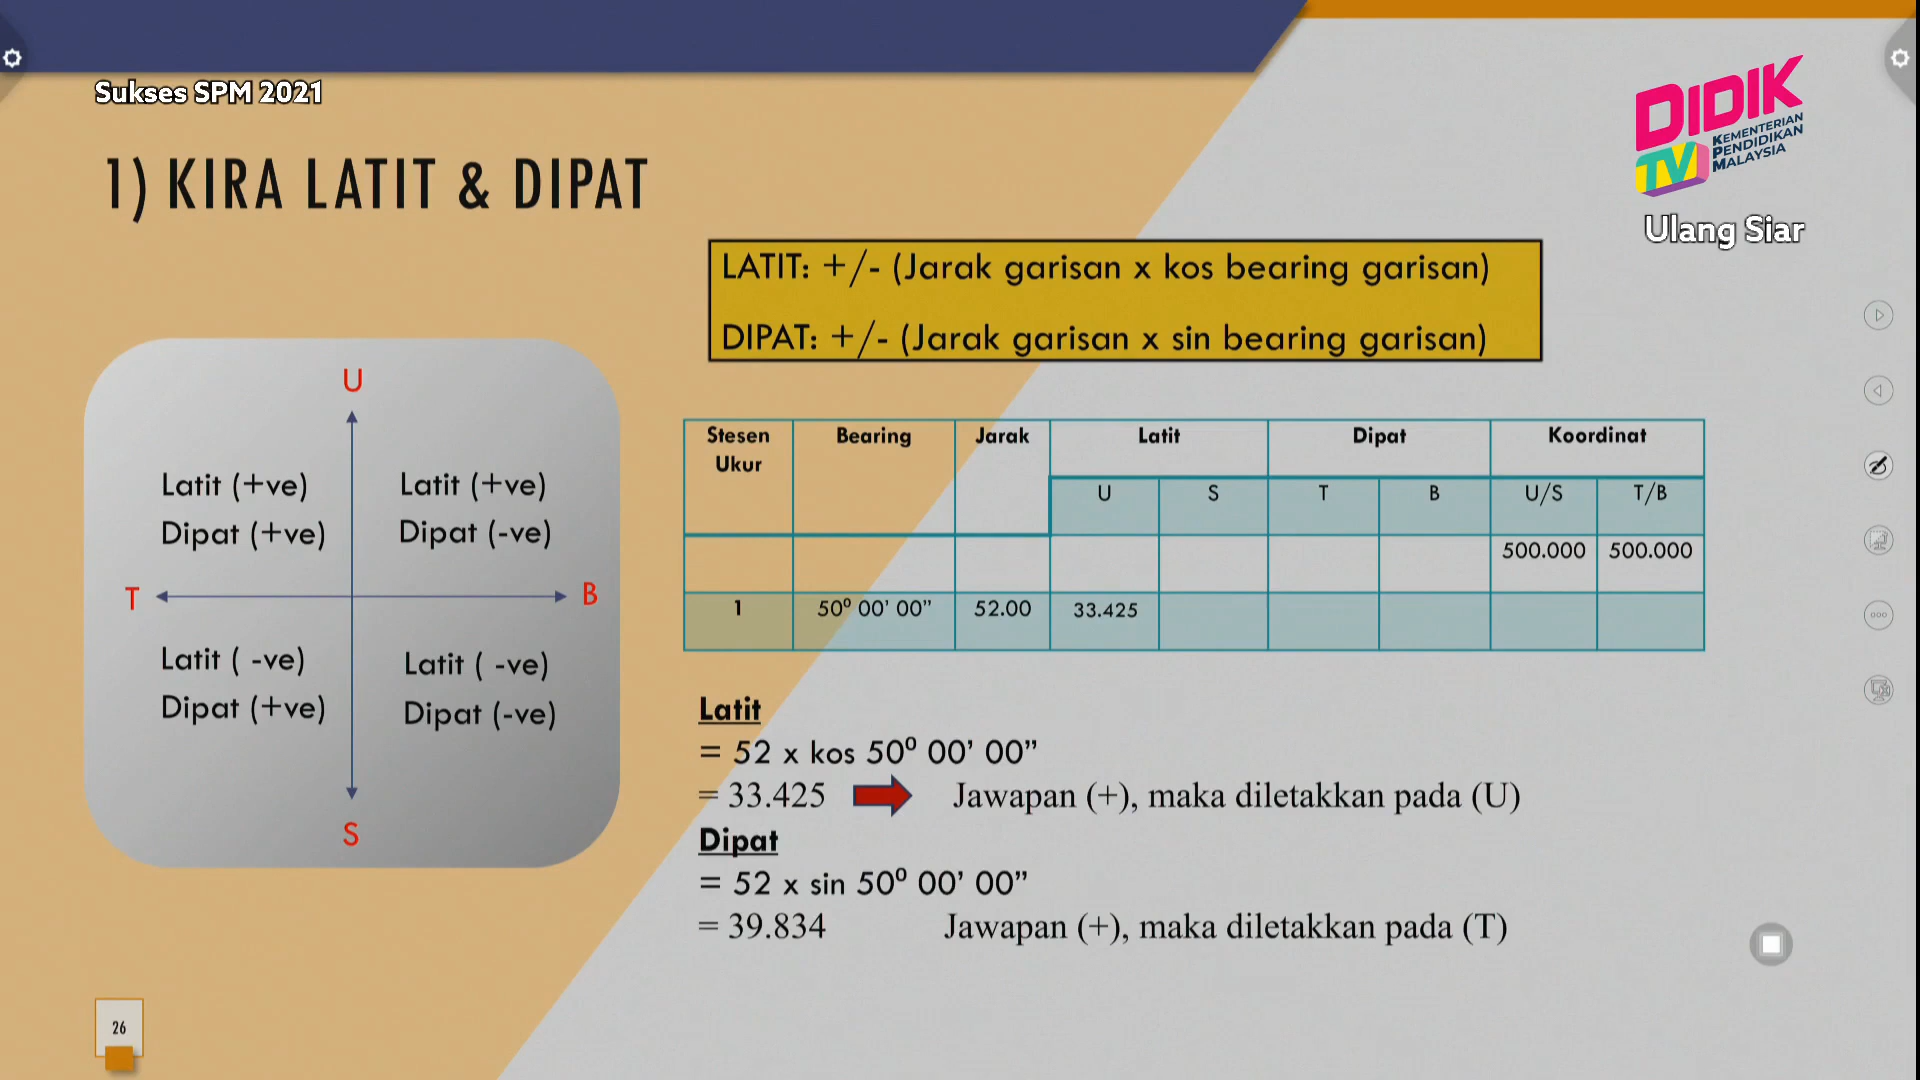 Sukses SPM 2021
DIDIK
TV
KEMENTERIAN
PENDIDIKAN
MALAYSIA
Ulang Siar
1) KIRA LATIT & DIPAT
LATIT: +/- (Jarak garisan x kos bearing garisan)
DIPAT: +/- (Jarak garisan x sin bearing garisan)
U
Latit (+ve)
Dipat (+ve)
Latit (+ve)
Dipat (-ve)
T
B
Latit ( -ve)
Dipat (+ve)
Latit ( -ve)
Dipat (-ve)
S
Stesen Ukur Bearing Jarak Latit Dipat Koordinat
U S T B U/S T/B
500.000 500.000
1 50⁰ 00’ 00” 52.00 33.425
Latit
= 52 x kos 50⁰ 00’ 00”
= 33.425 Jawapan (+), maka diletakkan pada (U)
Dipat
= 52 x sin 50⁰ 00’ 00”
= 39.834 Jawapan (+), maka diletakkan pada (T)
26